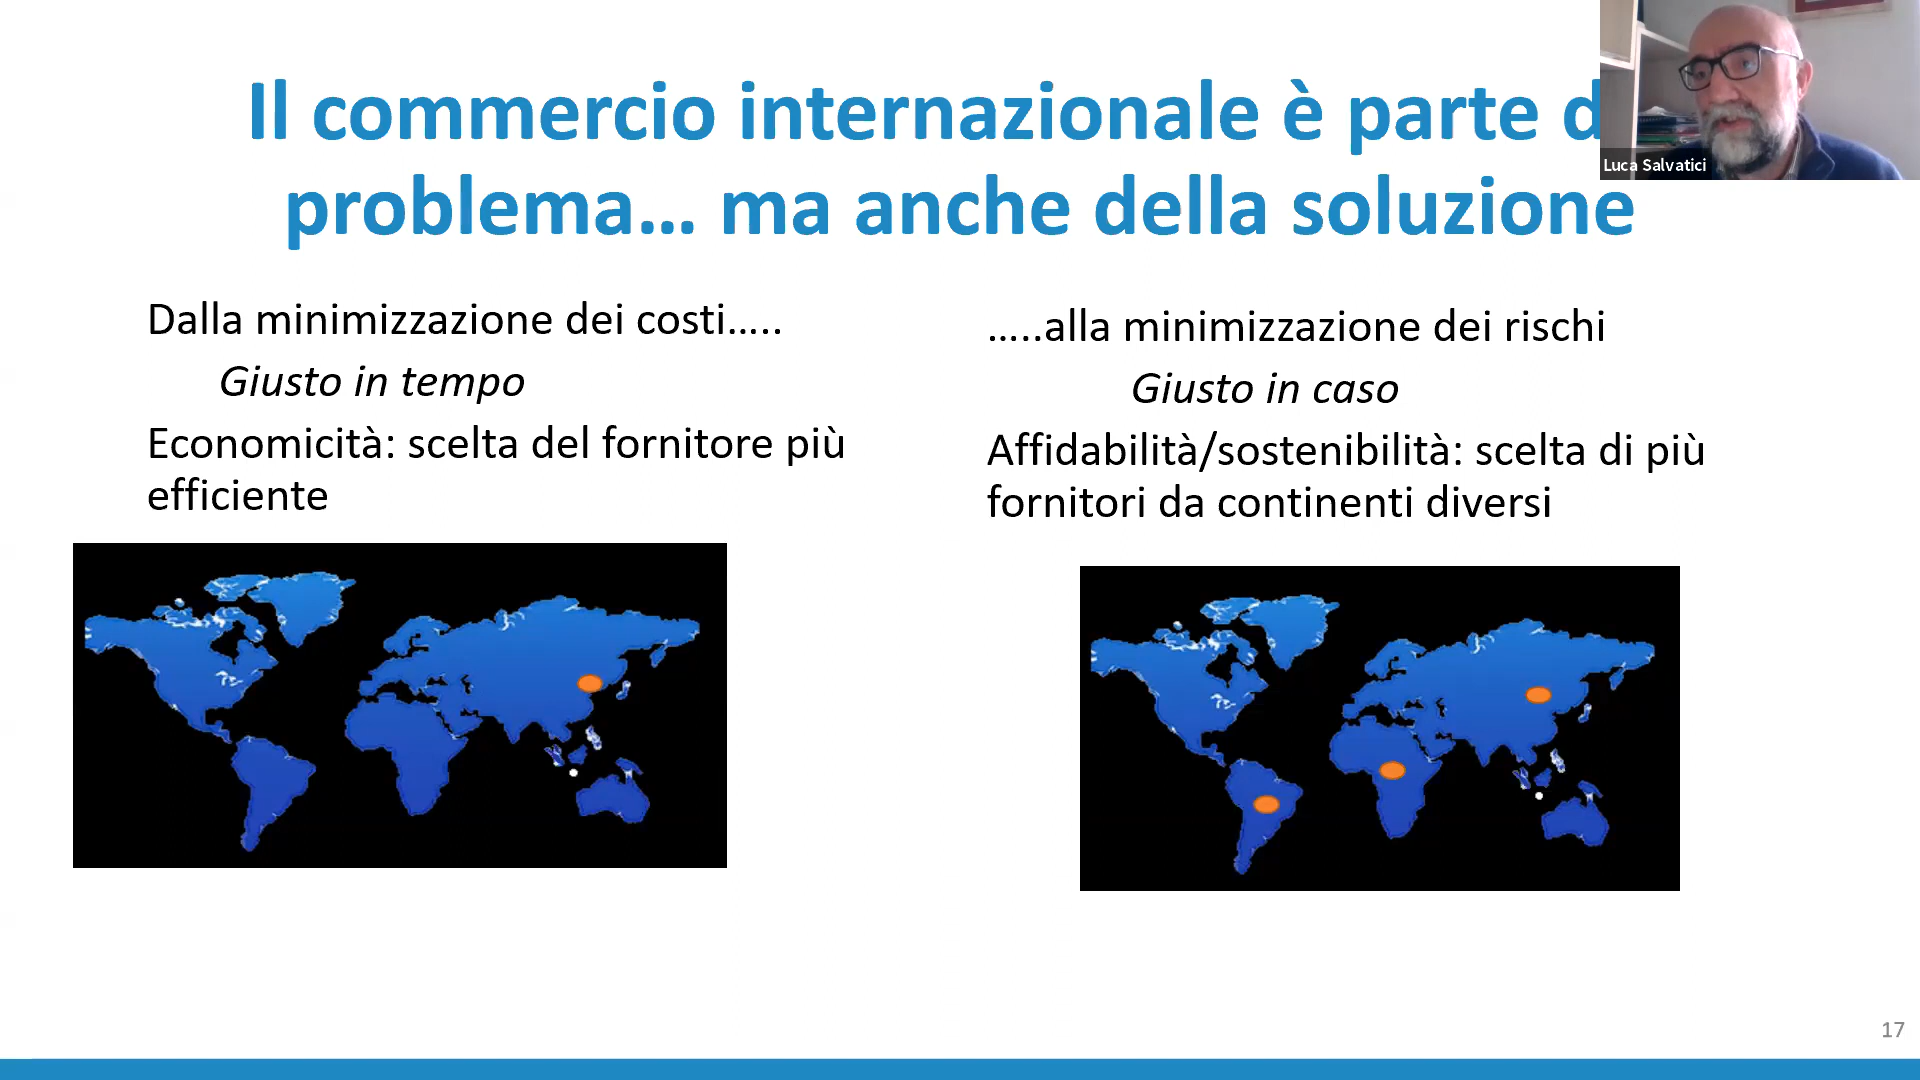 Il commercio internazionale è parte
problema... ma anche della soluzione
Luca Salvatici
Dalla minimizzazione dei costi…..
Giusto in tempo
Economicità: scelta del fornitore più
efficiente
…..alla minimizzazione dei rischi
Giusto in caso
Affidabilità/sostenibilità: scelta di più
fornitori da continenti diversi
17